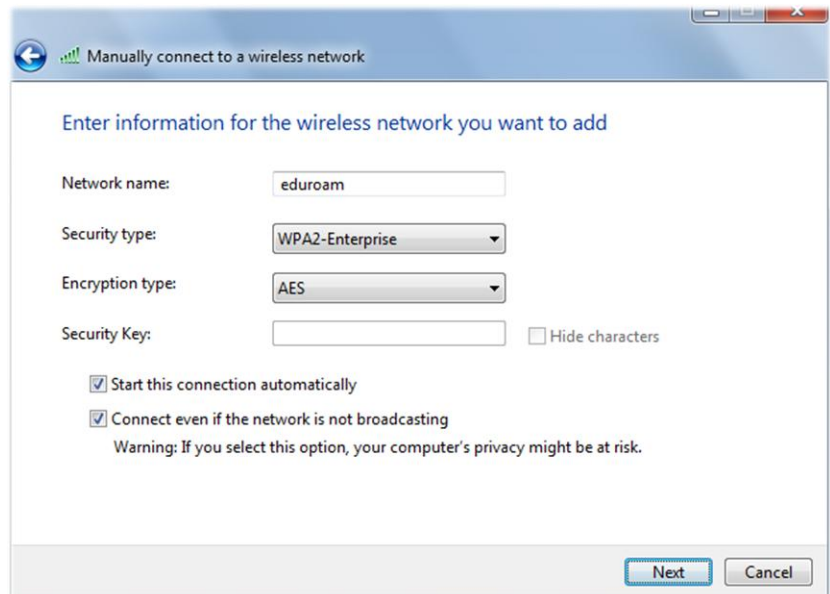 Manually connect to a wireless network
Enter information for the wireless network you want to add
Network name: eduroam
Security type: WPA2-Enterprise
Encryption type: AES
Security Key: Hide characters
Start this connection automatically
Connect even if the network is not broadcasting
Warning: If you select this option, your computer's privacy might be at risk.
Next Cancel